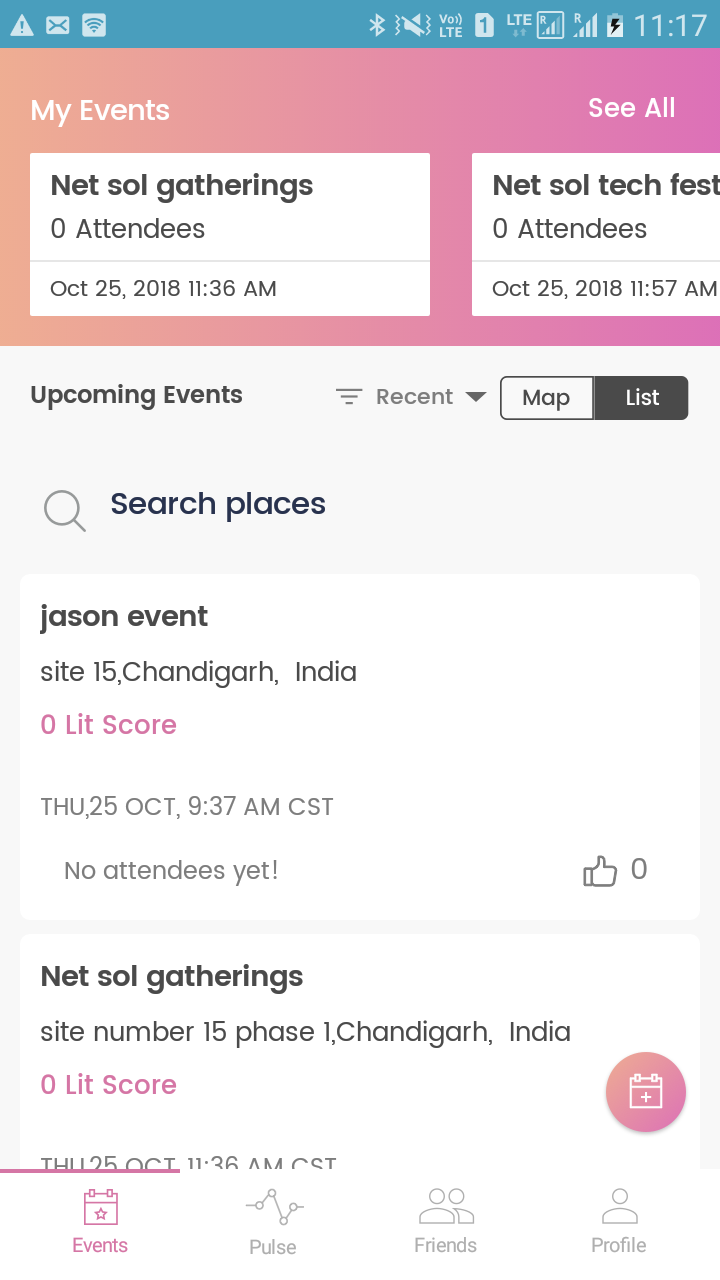 Vo))
LTE
1
LTE
R
R
11:17
My Events
See All
Net sol gatherings
0 Attendees
Oct 25, 2018 11:36 AM
Net sol tech fest
0 Attendees
Oct 25, 2018 11:57 AM
Upcoming Events
Recent
Map
List
Search places
jason event
site 15,Chandigarh,  India
0 Lit Score
THU,25 OCT, 9:37 AM CST
No attendees yet!
0
Net sol gatherings
site number 15 phase 1,Chandigarh,  India
0 Lit Score
THU,25 OCT, 11:36 AM CST
Events
Pulse
Friends
Profile